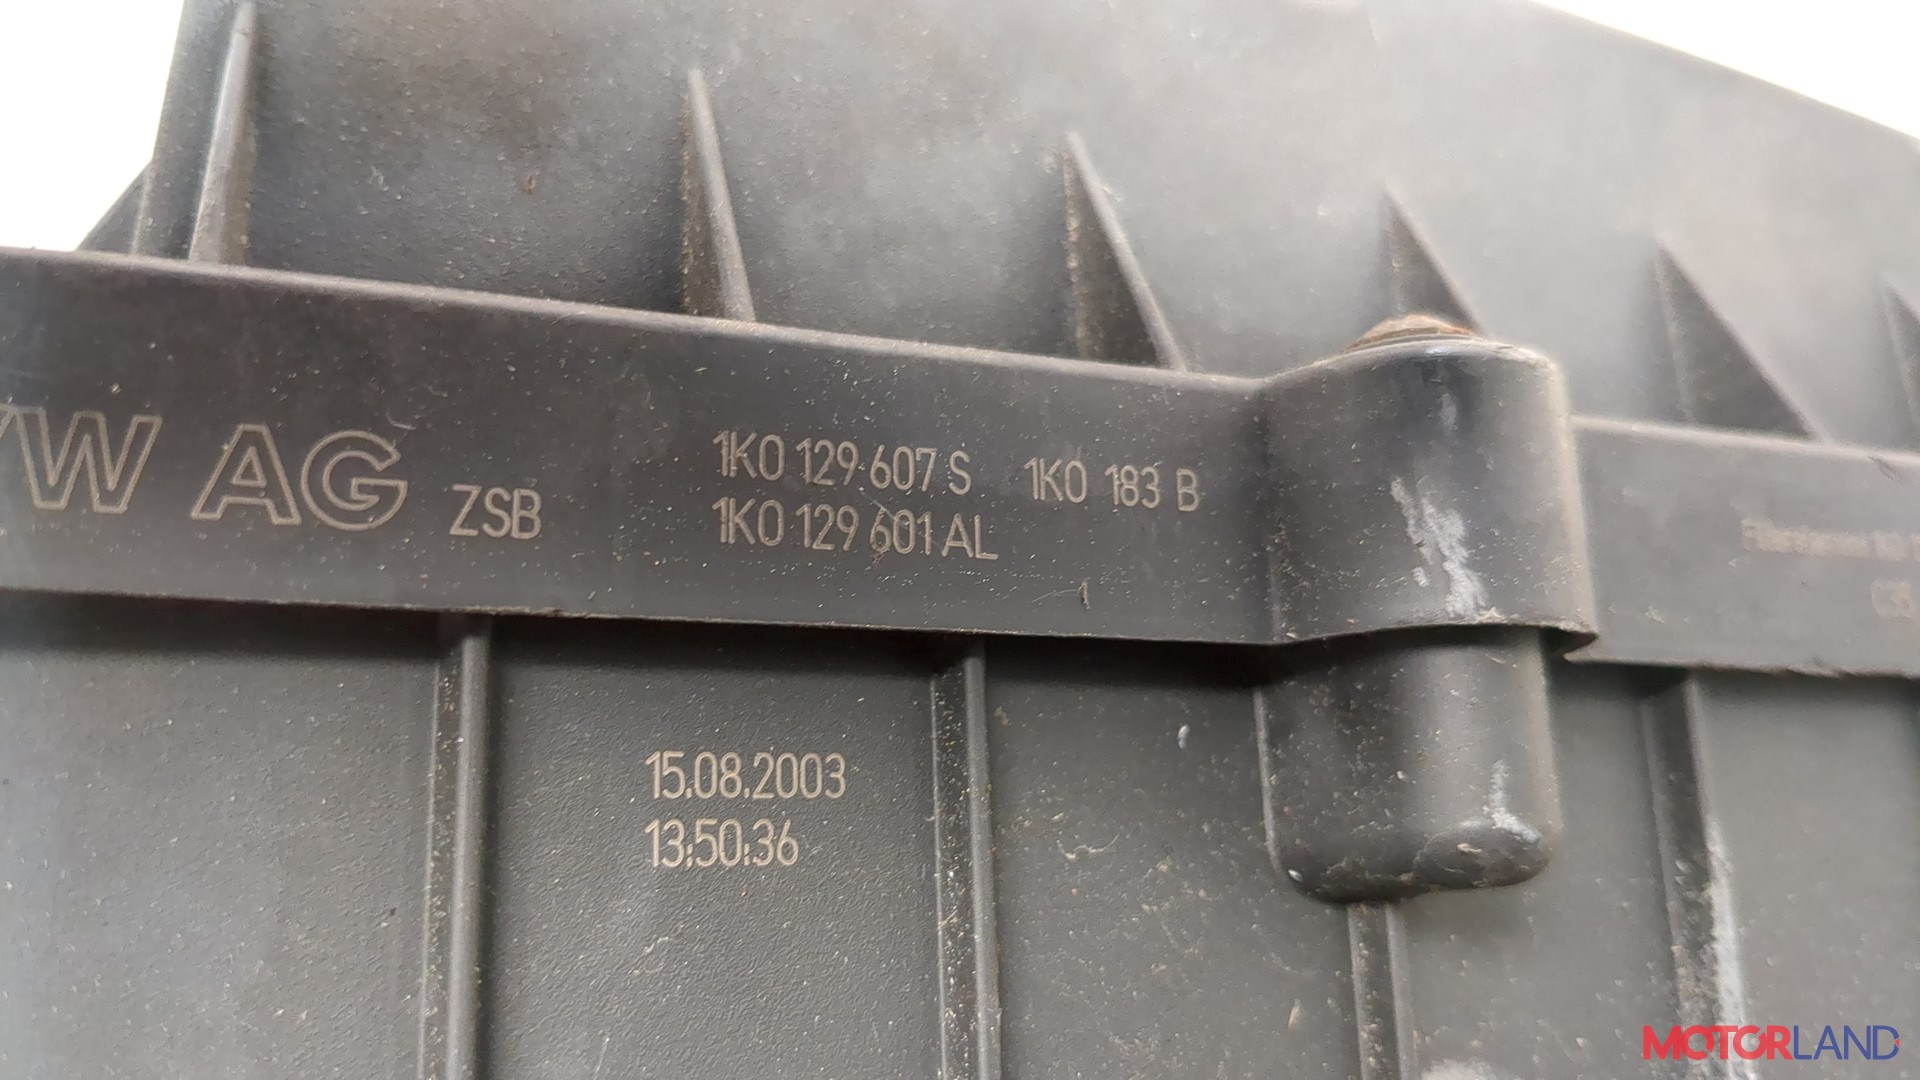 VW AG ZSB
1K0 129 607 S 1K0 183 B
1K0 129 601 AL
15.08.2003
13:50:36
MOTORLAND